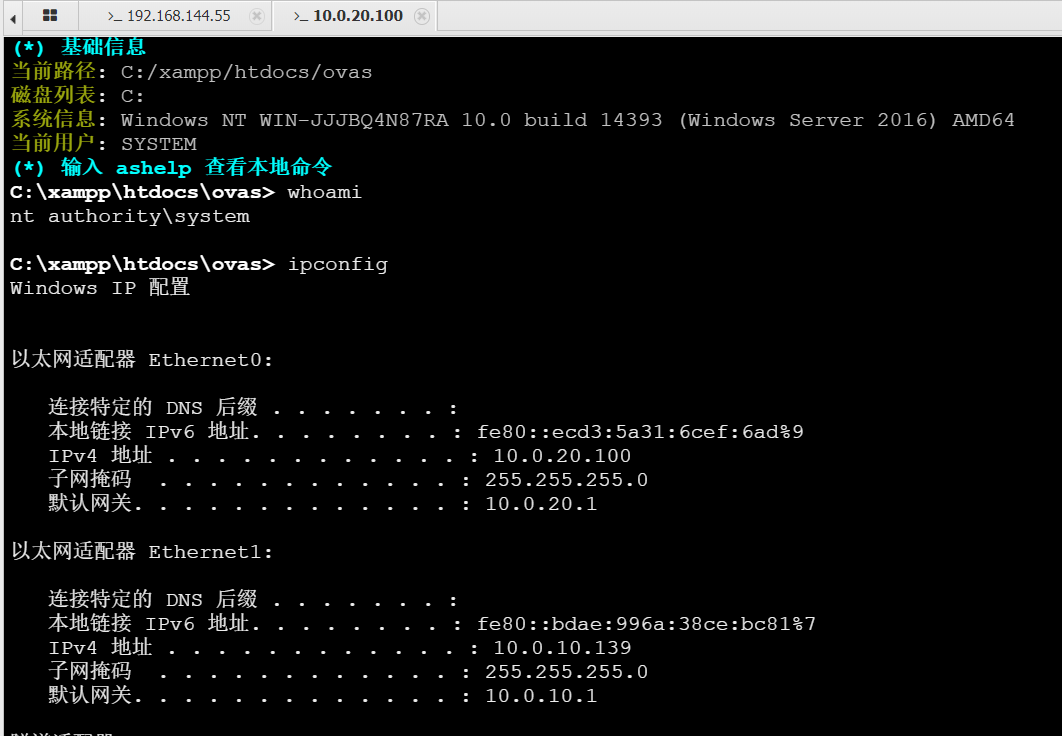 >_ 192.168.144.55 >_ 10.0.20.100
(*) 基础信息
当前路径: C:/xampp/htdocs/ovas
磁盘列表: C:
系统信息: Windows NT WIN-JJJBQ4N87RA 10.0 build 14393 (Windows Server 2016) AMD64
当前用户: SYSTEM
(*) 输入 ashelp 查看本地命令
C:\xampp\htdocs\ovas> whoami
nt authority\system
C:\xampp\htdocs\ovas> ipconfig
Windows IP 配置
以太网适配器 Ethernet0:
连接特定的 DNS 后缀 . . . . . . . :
本地链接 IPv6 地址. . . . . . . . : fe80::ecd3:5a31:6cef:6ad%9
IPv4 地址 . . . . . . . . . . . . : 10.0.20.100
子网掩码  . . . . . . . . . . . . : 255.255.255.0
默认网关. . . . . . . . . . . . . : 10.0.20.1
以太网适配器 Ethernet1:
连接特定的 DNS 后缀 . . . . . . . :
本地链接 IPv6 地址. . . . . . . . : fe80::bdae:996a:38ce:bc81%7
IPv4 地址 . . . . . . . . . . . . : 10.0.10.139
子网掩码  . . . . . . . . . . . . : 255.255.255.0
默认网关. . . . . . . . . . . . . : 10.0.10.1